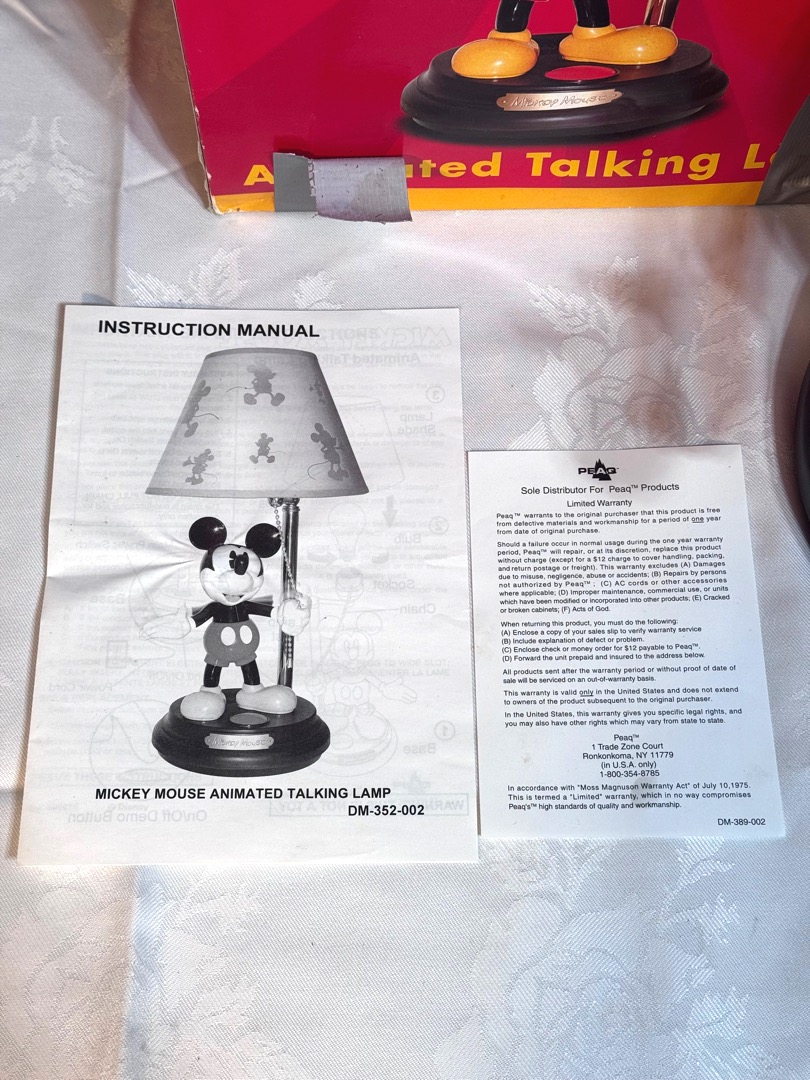 Mickey Mouse
ated Talking L
INSTRUCTION MANUAL
Mickey Mouse
MICKEY MOUSE ANIMATED TALKING LAMP
DM-352-002
PEAQ™
Sole Distributor For Peaq™ Products
Limited Warranty
Peaq™ warrants to the original purchaser that this product is free
from defective materials and workmanship for a period of one year
from date of original purchase.
Should a failure occur in normal usage during the one year warranty
period, Peaq™ will repair, or at its discretion, replace this product
without charge (except for a $12 charge to cover handling, packing,
and return postage or freight). This warranty excludes (A) Damages
due to misuse, negligence, abuse or accidents; (B) Repairs by persons
not authorized by Peaq™; (C) AC cords or other accessories
where applicable; (D) Improper maintenance, commercial use, or units
which have been modified or incorporated into other products; (E) Cracked
or broken cabinets; (F) Acts of God.
When returning this product, you must do the following:
(A) Enclose a copy of your sales slip to verify warranty service
(B) Include explanation of defect or problem.
(C) Enclose check or money order for $12 payable to Peaq™.
(D) Forward the unit prepaid and insured to the address below.
All products sent after the warranty period or without proof of date of
sale will be serviced on an out-of-warranty basis.
This warranty is valid only in the United States and does not extend
to owners of the product subsequent to the original purchaser.
In the United States, this warranty gives you specific legal rights, and
you may also have other rights which may vary from state to state.
Peaq™
1 Trade Zone Court
Ronkonkoma, NY 11779
(in U.S.A. only)
1-800-354-8785
In accordance with "Moss Magnuson Warranty Act" of July 10,1975.
This is termed a "Limited" warranty, which in no way compromises
Peaq's™ high standards of quality and workmanship.
DM-389-002